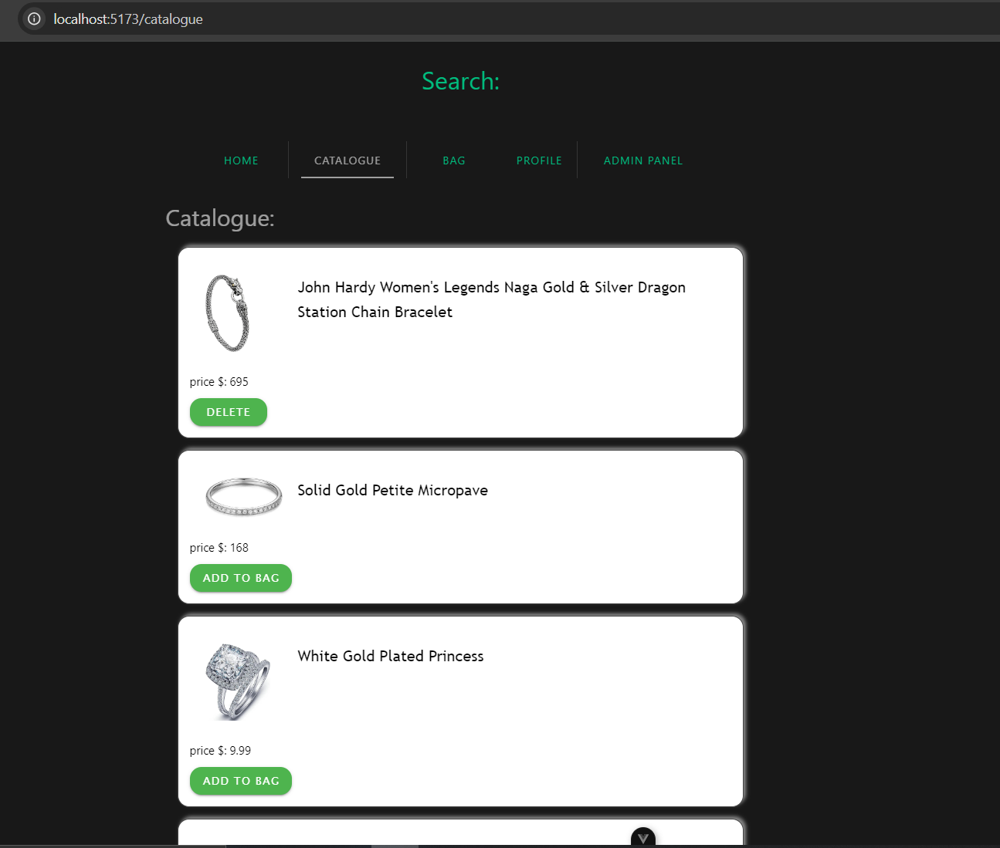 localhost:5173/catalogue
Search:
HOME CATALOGUE BAG PROFILE ADMIN PANEL
Catalogue:
John Hardy Women's Legends Naga Gold & Silver Dragon
Station Chain Bracelet
price $: 695
DELETE
Solid Gold Petite Micropave
price $: 168
ADD TO BAG
White Gold Plated Princess
price $: 9.99
ADD TO BAG